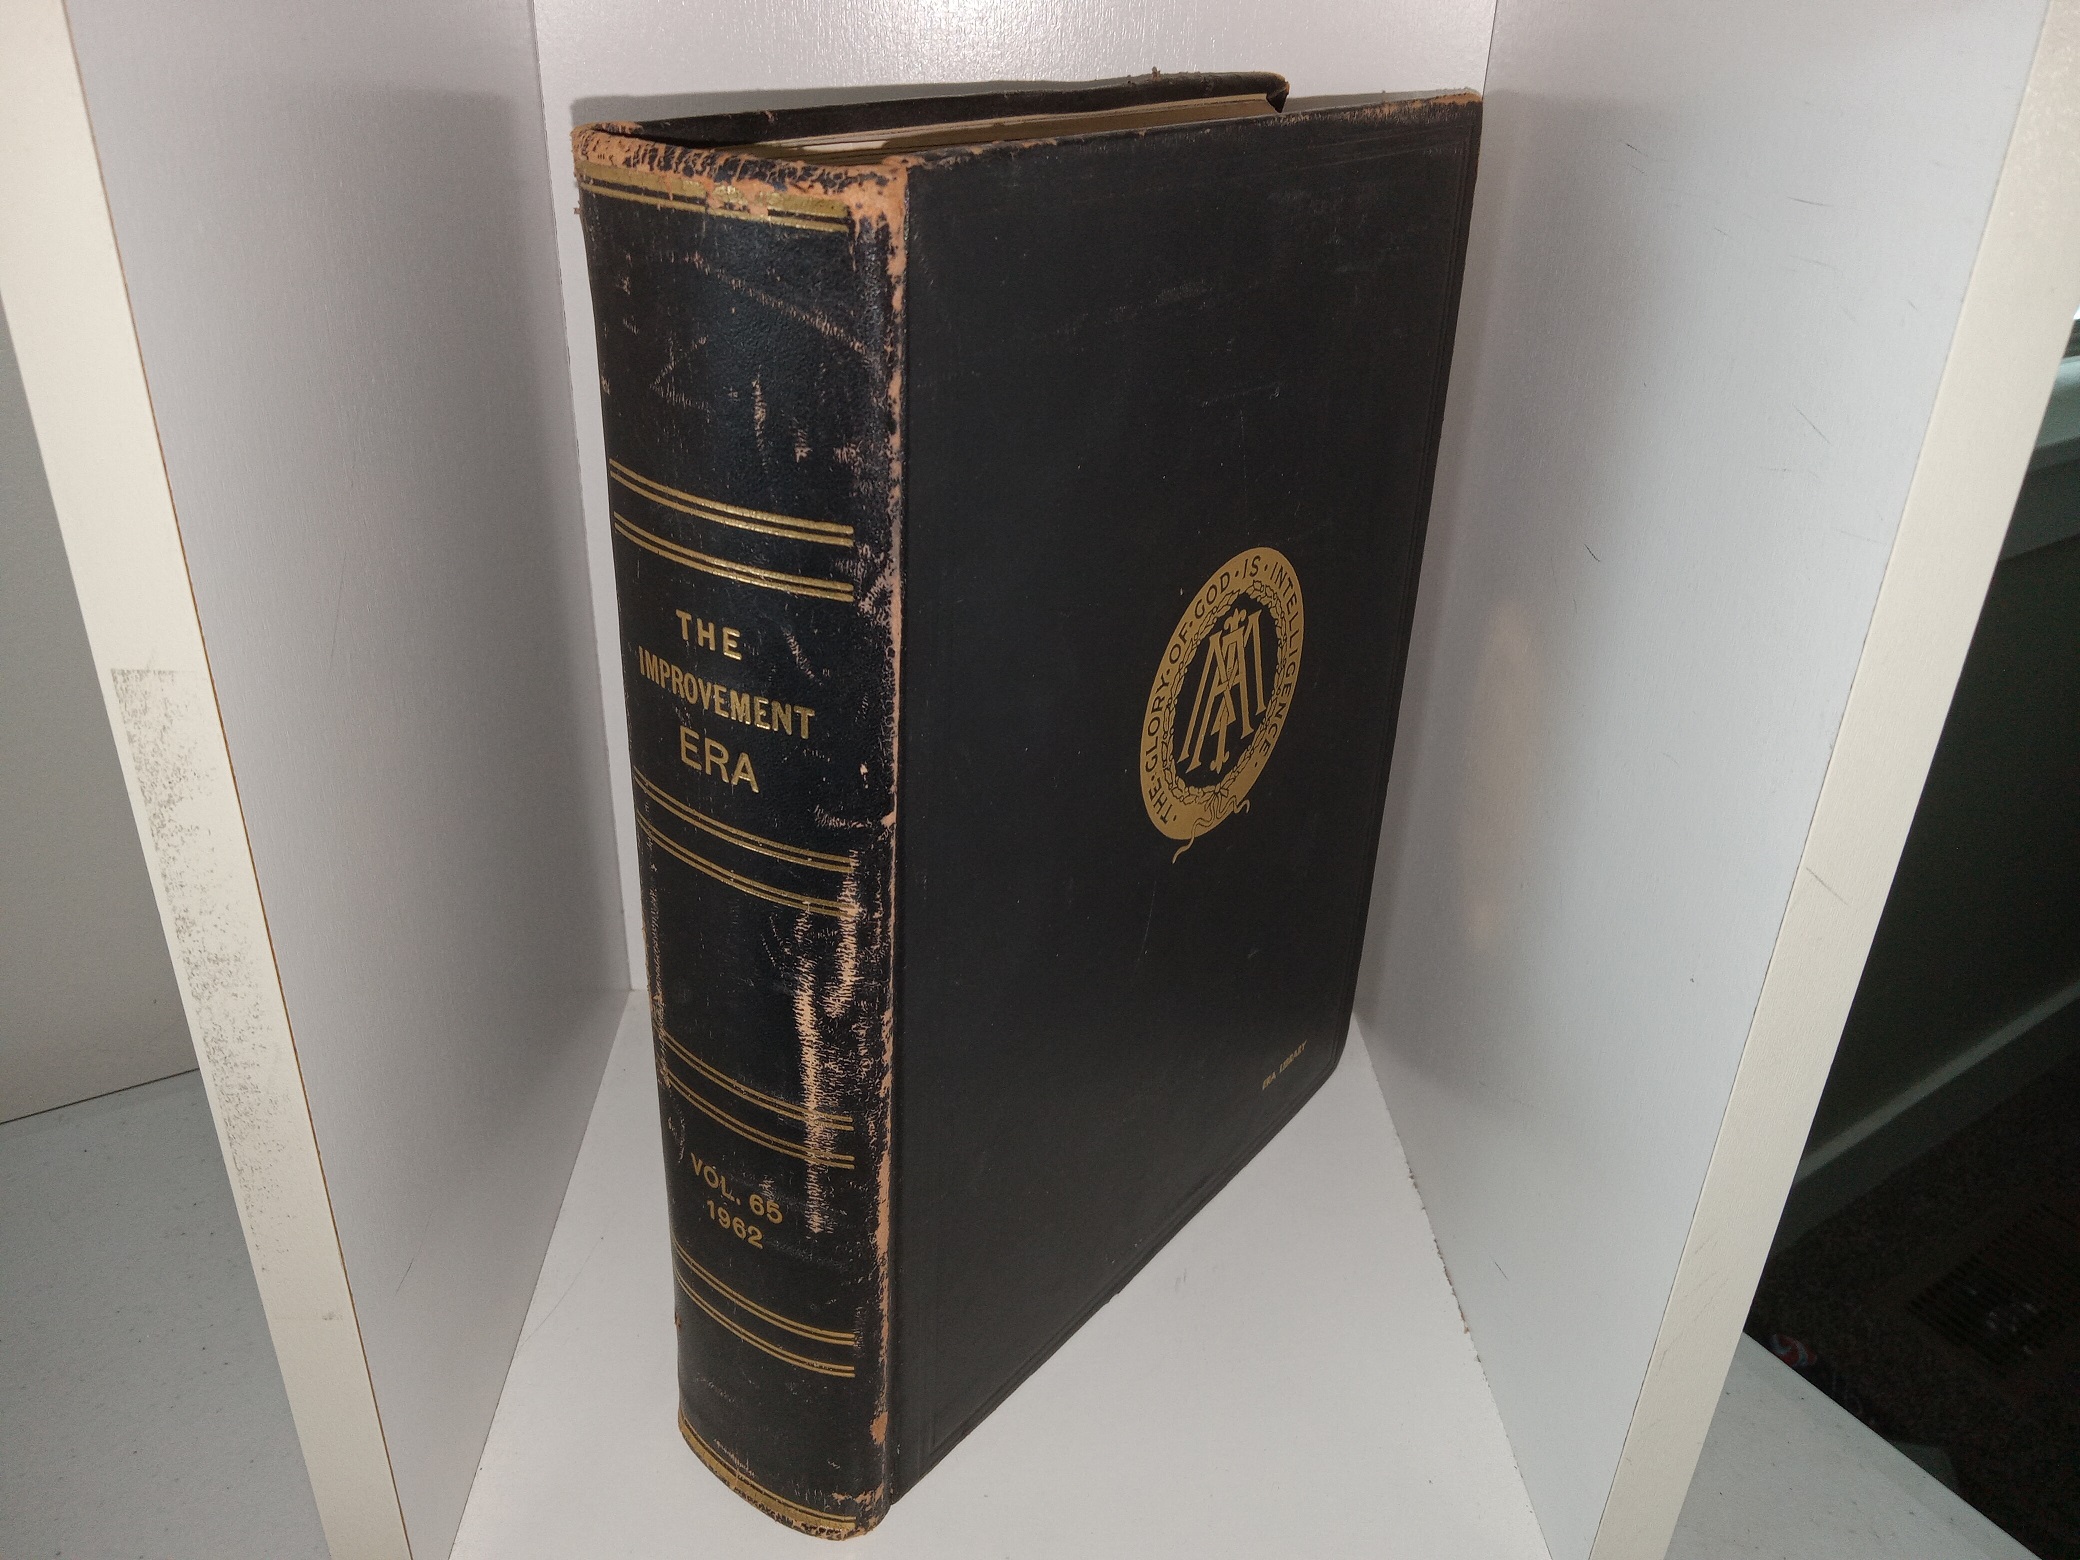 THE
IMPROVEMENT
ERA
VOL. 65
1962
· THE · GLORY · OF · GOD · IS · INTELLIGENCE ·
ERA LIBRARY